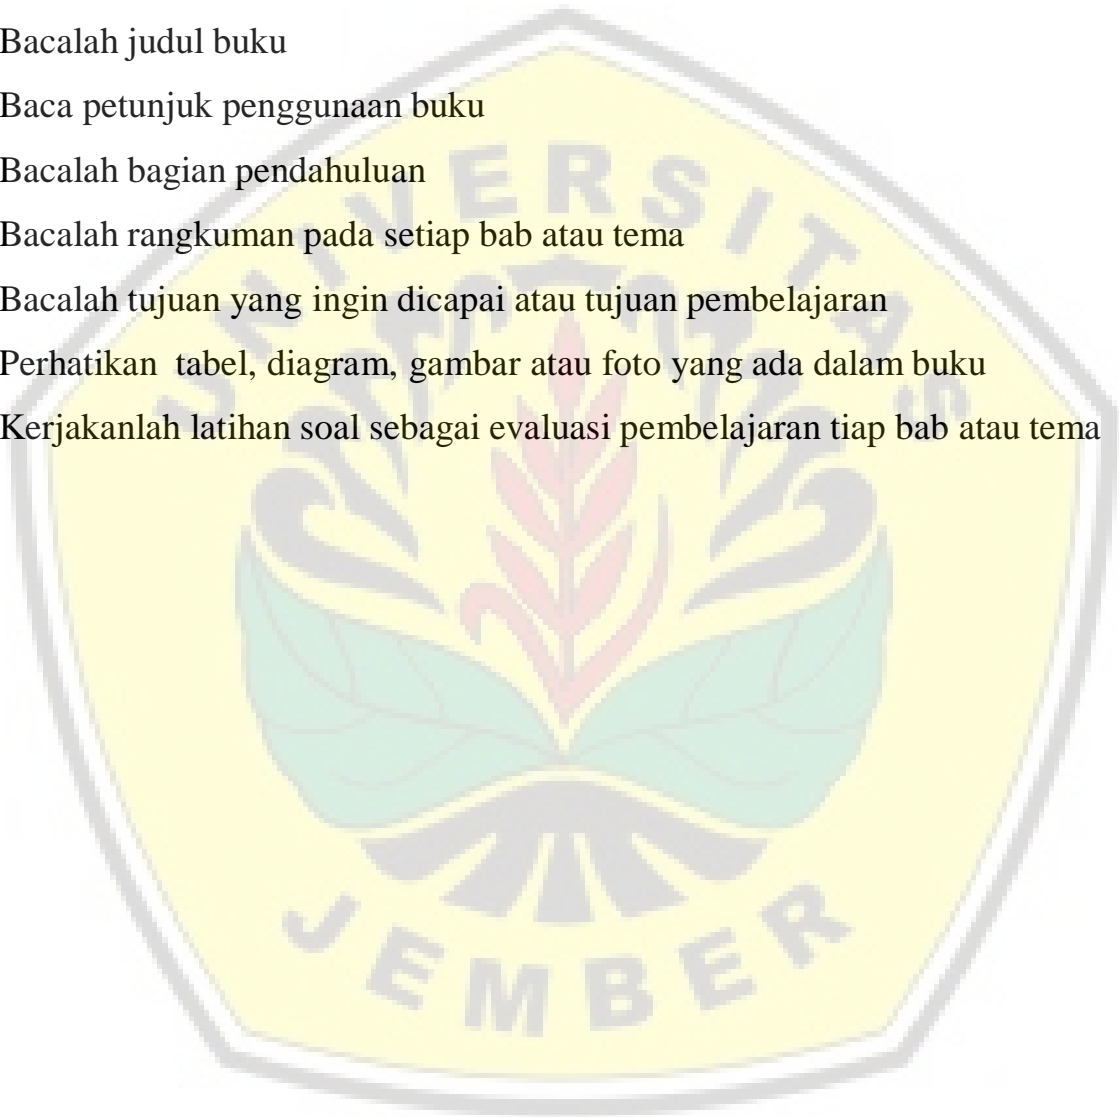 Bacalah judul buku
Baca petunjuk penggunaan buku
Bacalah bagian pendahuluan
Bacalah rangkuman pada setiap bab atau tema
Bacalah tujuan yang ingin dicapai atau tujuan pembelajaran
Perhatikan  tabel, diagram, gambar atau foto yang ada dalam buku
Kerjakanlah latihan soal sebagai evaluasi pembelajaran tiap bab atau tema
UNIVERSITAS
JEMBER